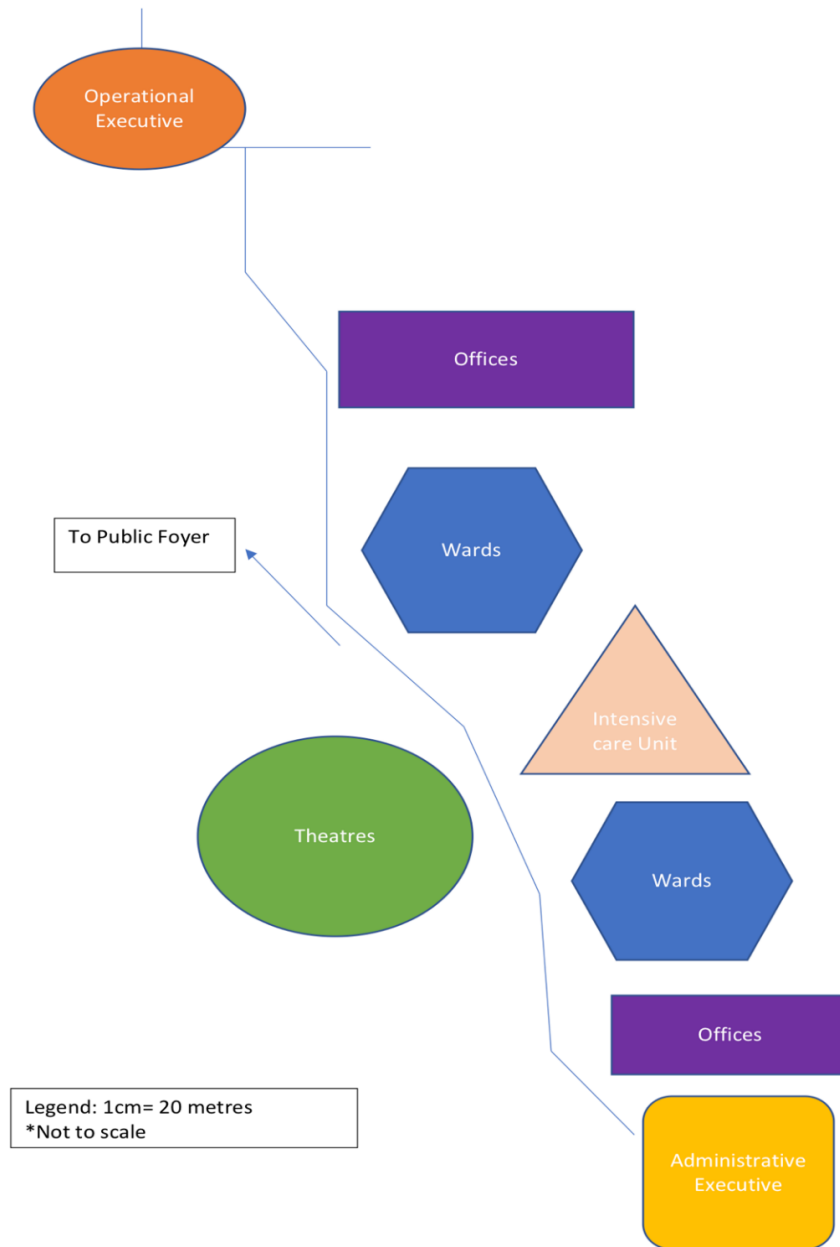 Operational
Executive
Offices
To Public Foyer
Wards
Intensive
care Unit
Theatres
Wards
Offices
Legend: 1cm= 20 metres
*Not to scale
Administrative
Executive